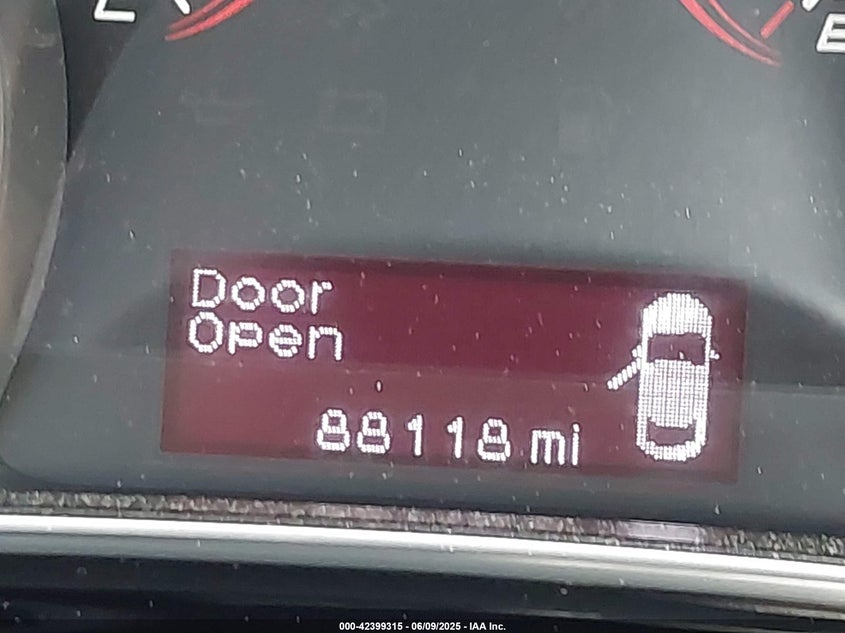 Door
Open
88118 mi
000-42399315 - 06/09/2025 - IAA Inc.